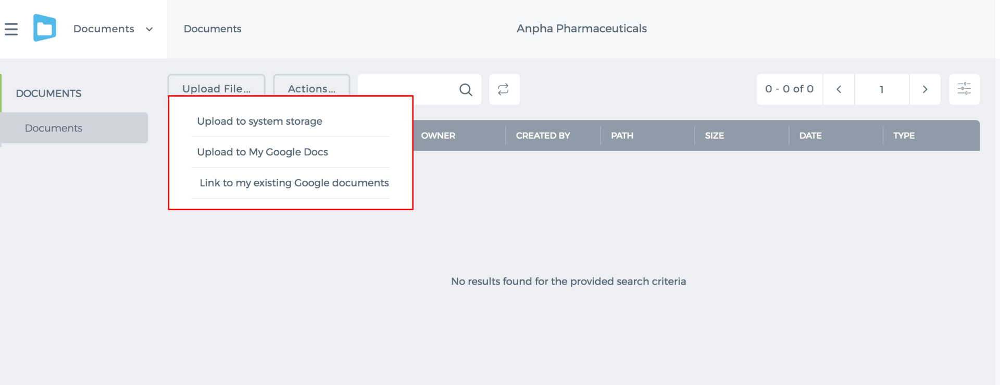 Documents
Documents
Anpha Pharmaceuticals
DOCUMENTS
Documents
Upload File...
Actions...
0 - 0 of 0
1
Upload to system storage
Upload to My Google Docs
Link to my existing Google documents
OWNER
CREATED BY
PATH
SIZE
DATE
TYPE
No results found for the provided search criteria